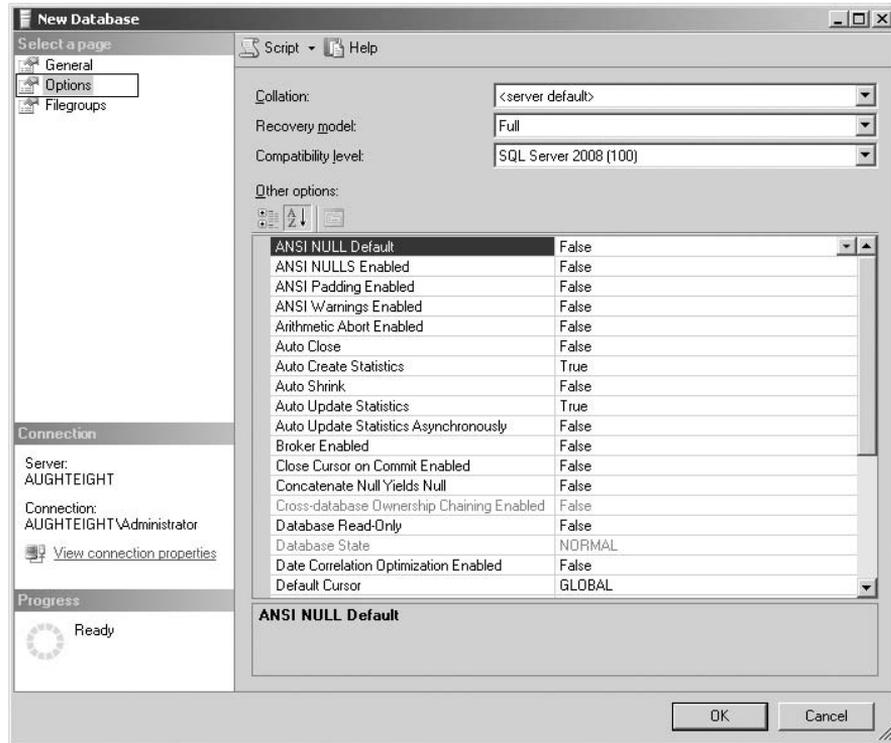 New Database
Select a page
General
Options
Filegroups
Script Help
Collation: <server default>
Recovery model: Full
Compatibility level: SQL Server 2008 (100)
Other options:
ANSI NULL Default False
ANSI NULLS Enabled False
ANSI Padding Enabled False
ANSI Warnings Enabled False
Arithmetic Abort Enabled False
Auto Close False
Auto Create Statistics True
Auto Shrink False
Auto Update Statistics True
Auto Update Statistics Asynchronously False
Broker Enabled False
Close Cursor on Commit Enabled False
Concatenate Null Yields Null False
Cross-database Ownership Chaining Enabled False
Database Read-Only False
Database State NORMAL
Date Correlation Optimization Enabled False
Default Cursor GLOBAL
ANSI NULL Default
Connection
Server:
AUGHTEIGHT
Connection:
AUGHTEIGHT\Administrator
View connection properties
Progress
Ready
OK Cancel